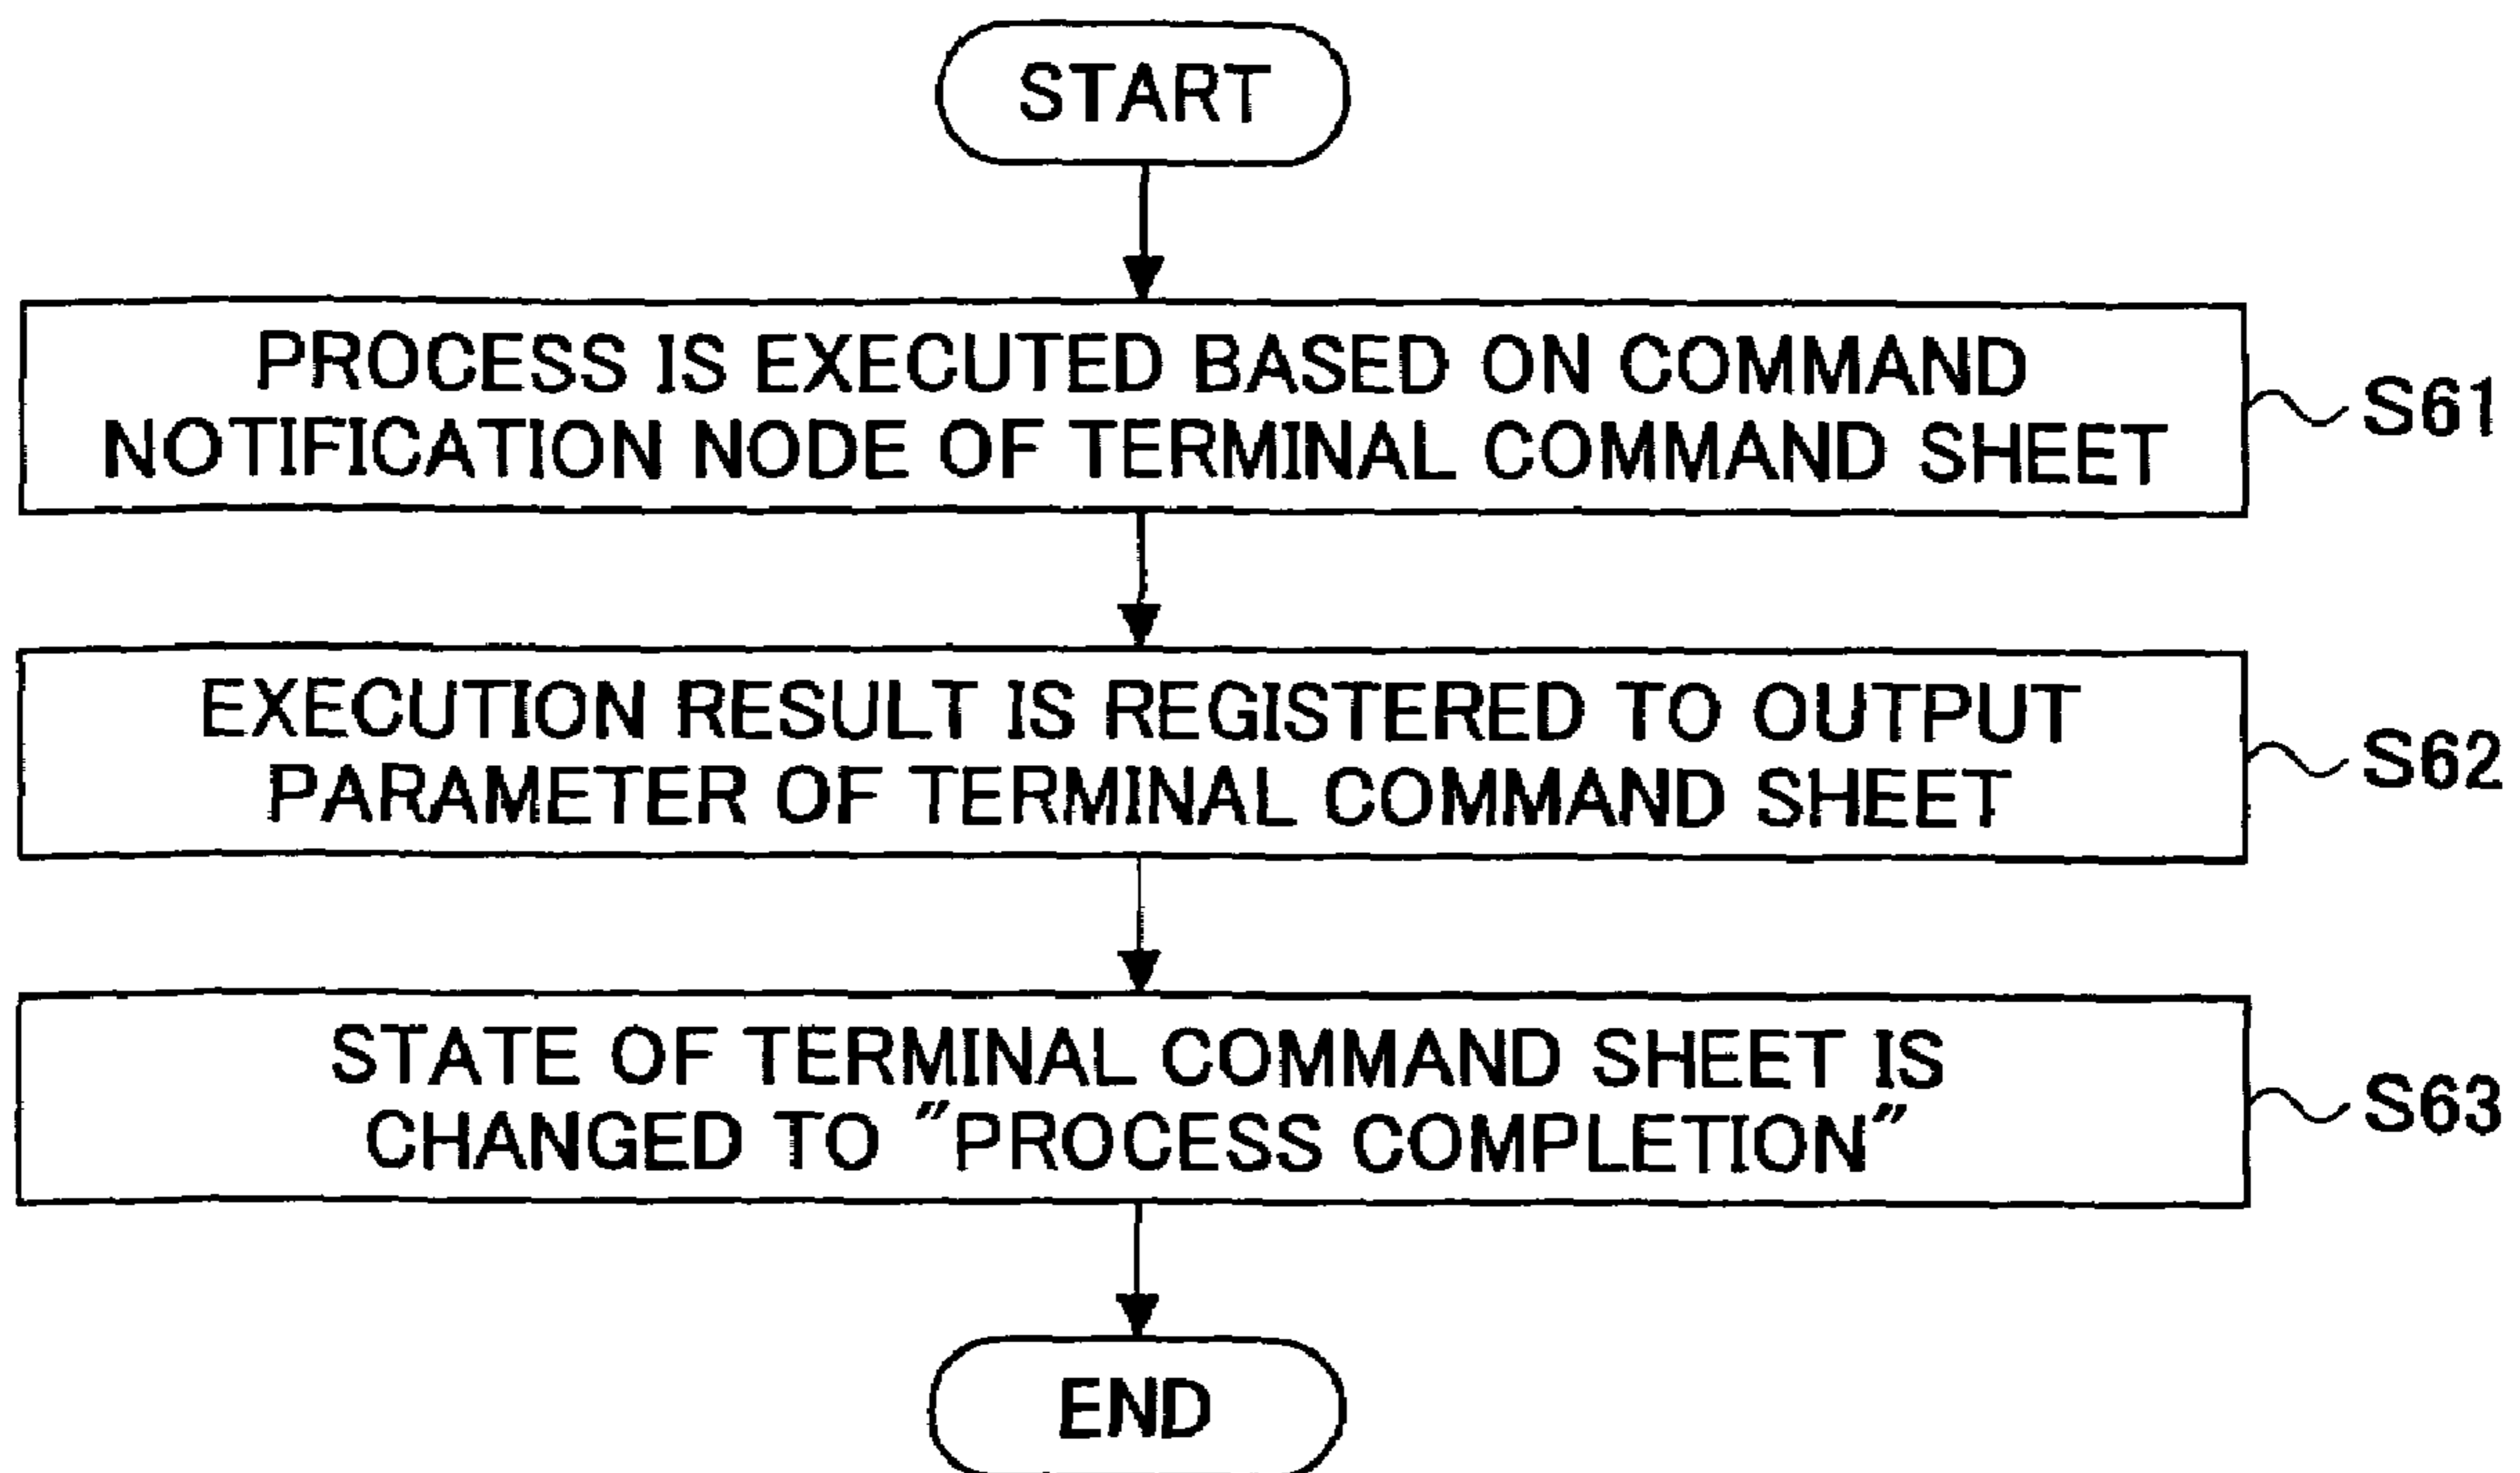 START
PROCESS IS EXECUTED BASED ON COMMAND
NOTIFICATION NODE OF TERMINAL COMMAND SHEET
S61
EXECUTION RESULT IS REGISTERED TO OUTPUT
PARAMETER OF TERMINAL COMMAND SHEET
S62
STATE OF TERMINAL COMMAND SHEET IS
CHANGED TO "PROCESS COMPLETION"
S63
END